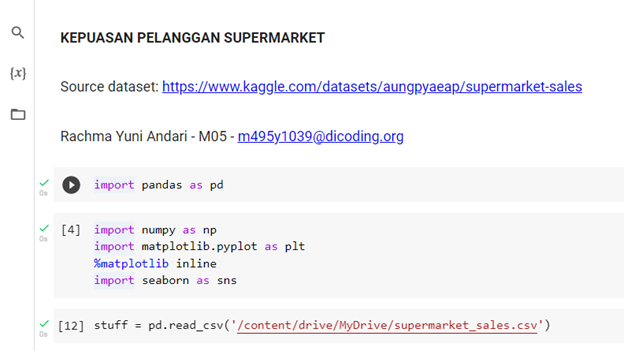 KEPUASAN PELANGGAN SUPERMARKET
Source dataset: https://www.kaggle.com/datasets/aungpyaeap/supermarket-sales
{x}
Rachma Yuni Andari - M05 - m495y1039@dicoding.org
import pandas as pd
0s
[4] import numpy as np
0s
import matplotlib.pyplot as plt
%matplotlib inline
import seaborn as sns
[12] stuff = pd.read_csv('/content/drive/MyDrive/supermarket_sales.csv')
0s